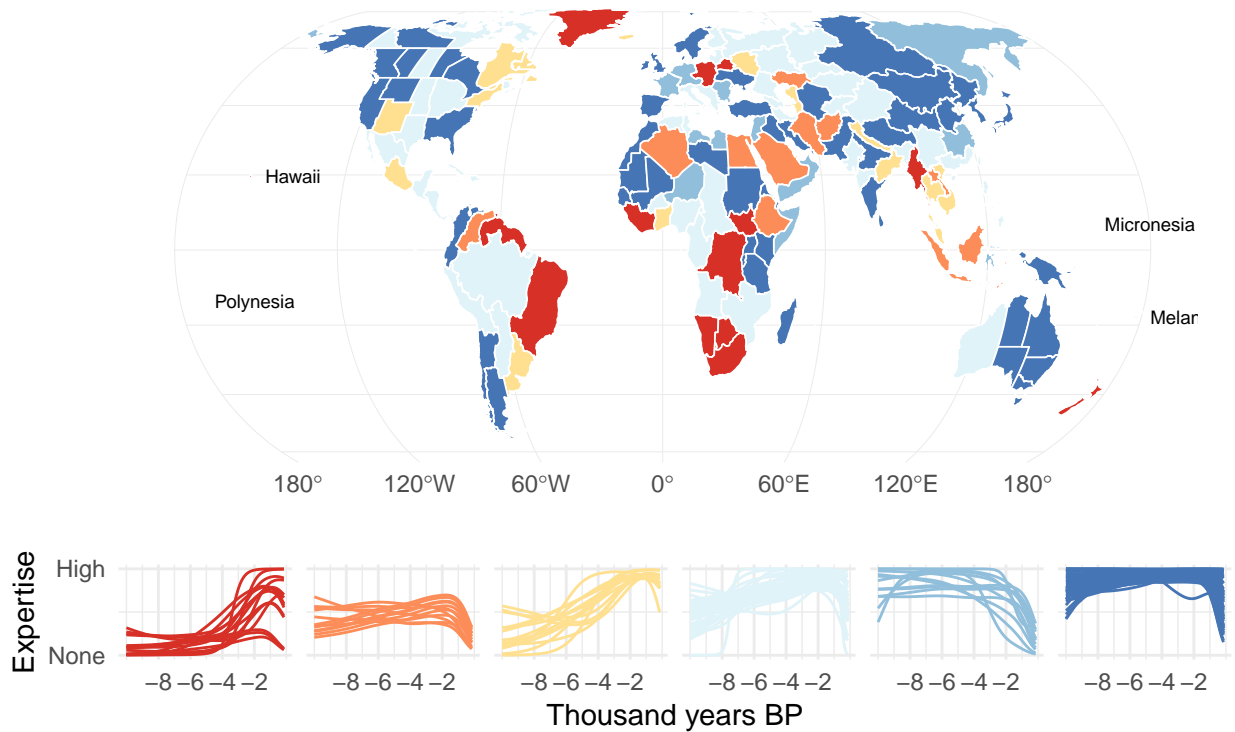 Hawaii
Micronesia
Polynesia
Melar
180° 120°W 60°W 0° 60°E 120°E 180°
Expertise
High
None
−8 −6 −4 −2 −8 −6 −4 −2 −8 −6 −4 −2 −8 −6 −4 −2 −8 −6 −4 −2 −8 −6 −4 −2
Thousand years BP